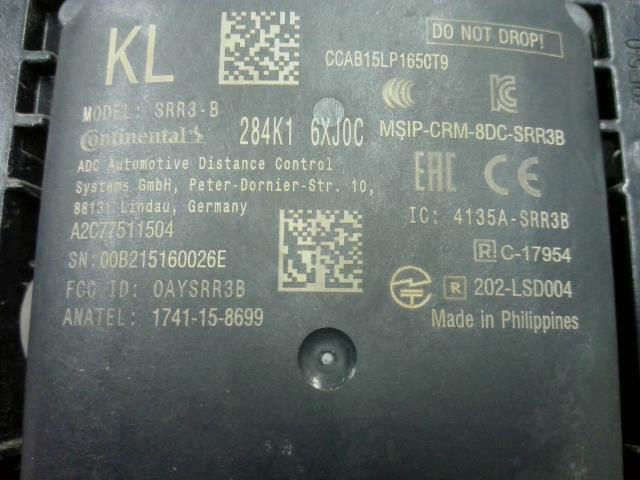 KL
DO NOT DROP!
CCAB15LP1650T9
MODEL: SRR3-B
Continental
284K1 6XJ0C
MSIP-CRM-8DC-SRR3B
ADC Automotive Distance Control
Systems GmbH, Peter-Dornier-Str. 10,
88131 Lindau, Germany
EAC CE
A2C77511504
IC: 4135A-SRR3B
SN: 00B215160026E
R C-17954
FCC ID: OAYSRR3B
R 202-LSD004
ANATEL: 1741-15-8699
Made in Philippines